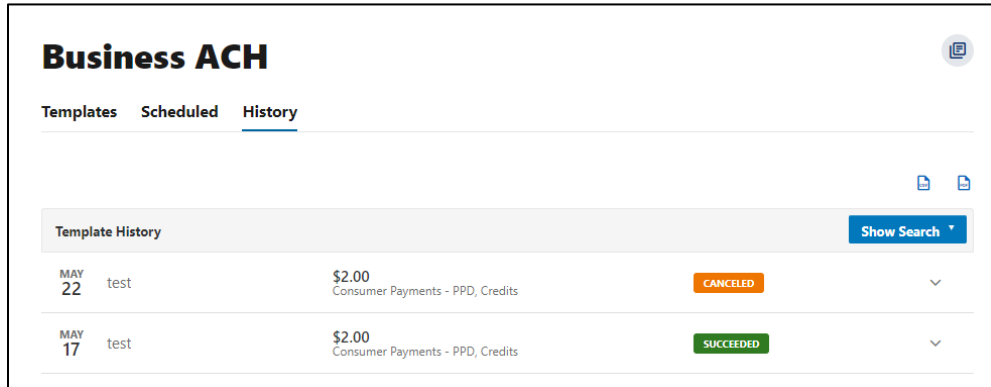 Business ACH
Templates Scheduled History
Template History Show Search
MAY
22
test
$2.00
Consumer Payments - PPD, Credits
CANCELED
MAY
17
test
$2.00
Consumer Payments - PPD, Credits
SUCCEEDED